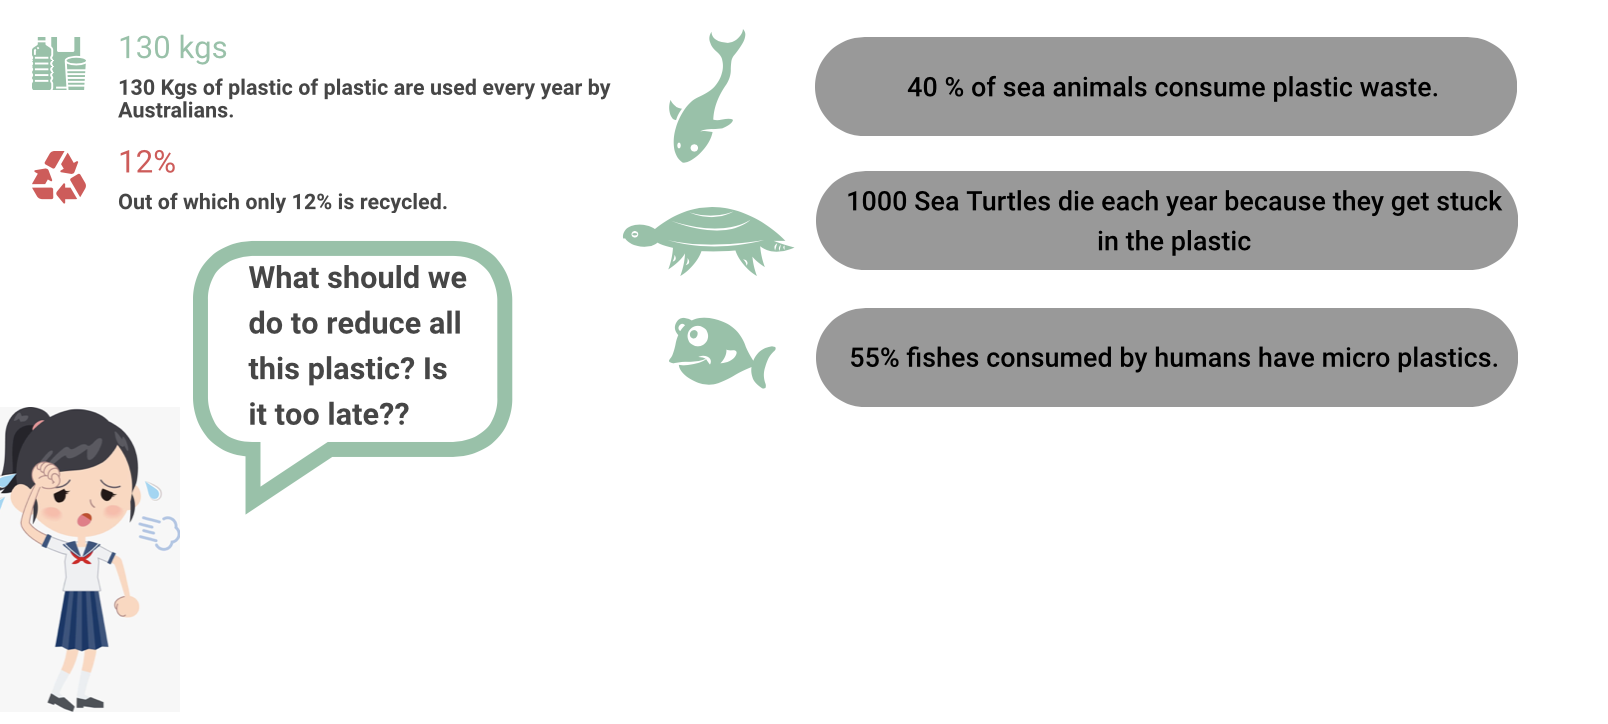 130 kgs
130 Kgs of plastic of plastic are used every year by
Australians.
12%
Out of which only 12% is recycled.
What should we
do to reduce all
this plastic? Is
it too late??
40 % of sea animals consume plastic waste.
1000 Sea Turtles die each year because they get stuck
in the plastic
55% fishes consumed by humans have micro plastics.